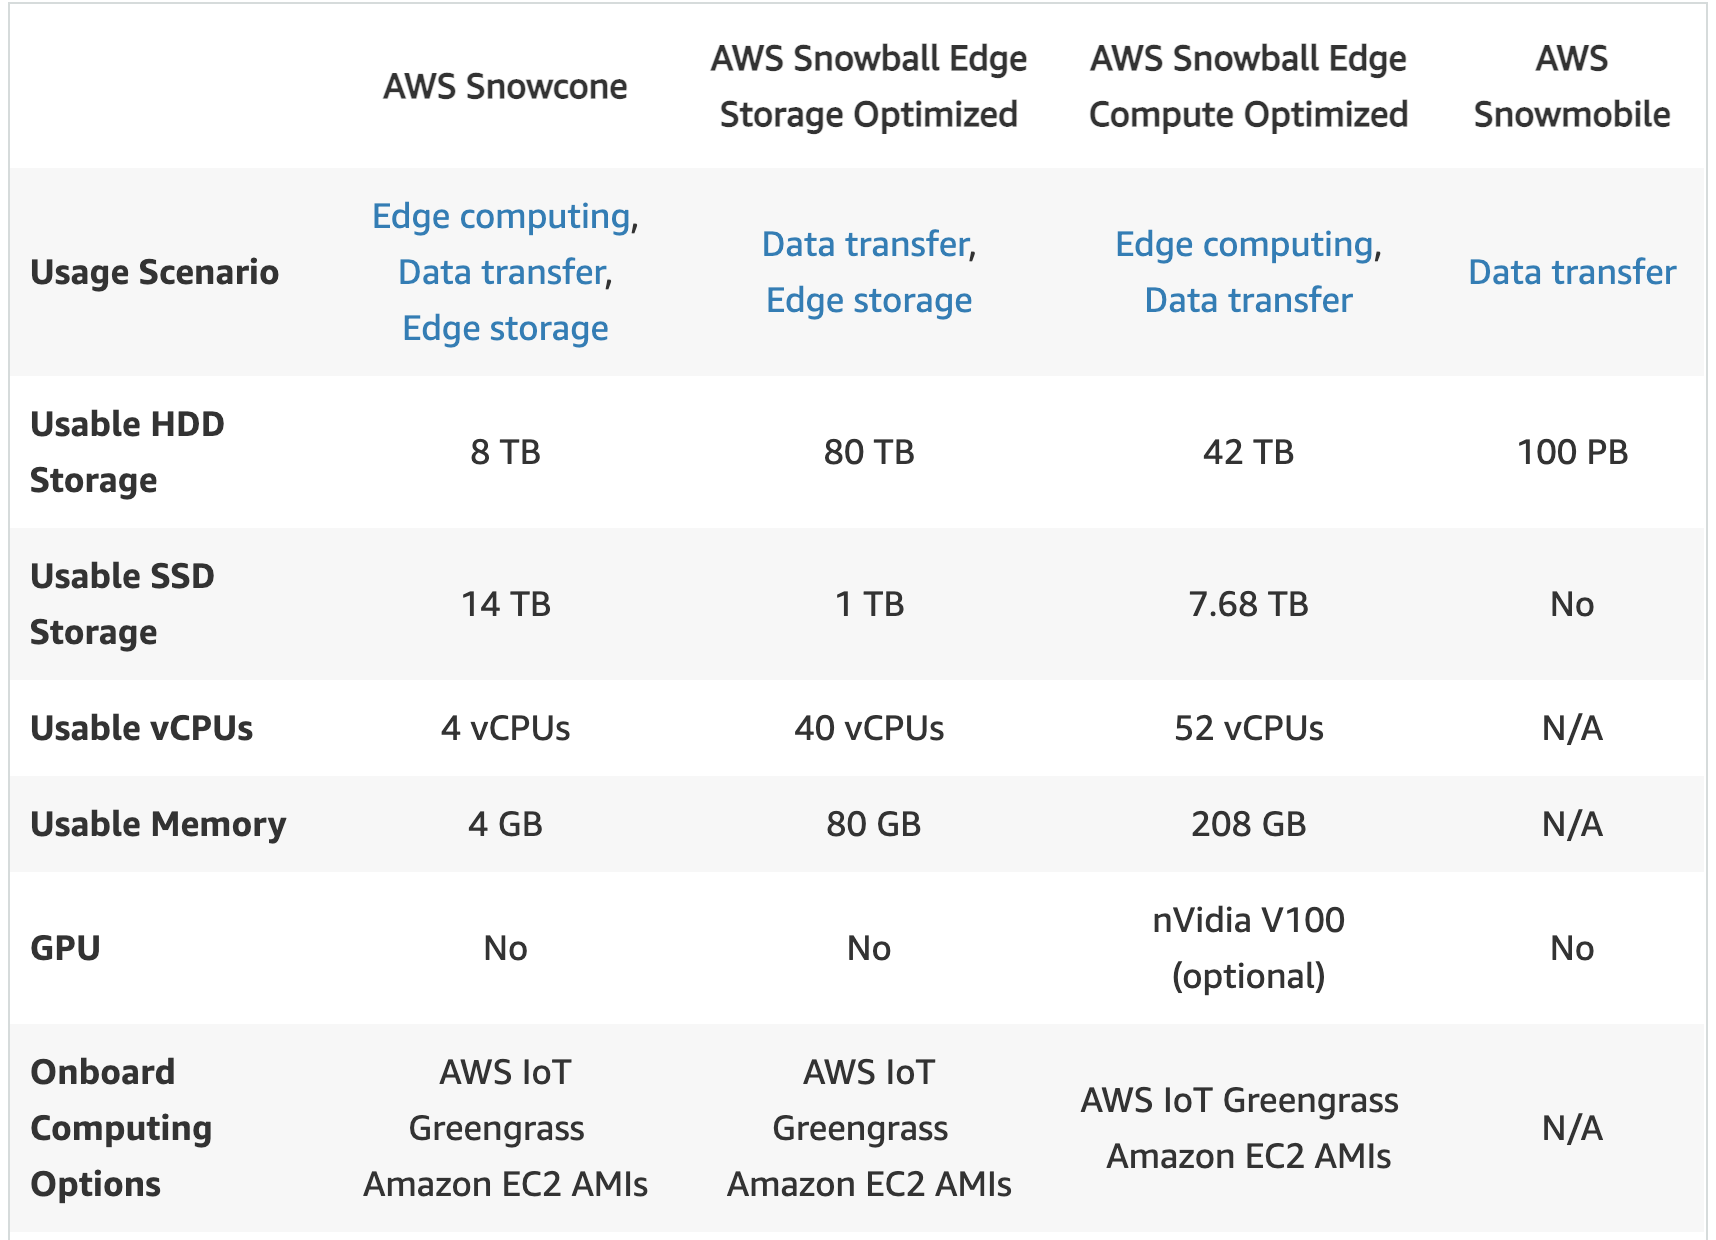 AWS Snowcone
AWS Snowball Edge
Storage Optimized
AWS Snowball Edge
Compute Optimized
AWS
Snowmobile
Usage Scenario
Edge computing,
Data transfer,
Edge storage
Data transfer,
Edge storage
Edge computing,
Data transfer
Data transfer
Usable HDD
Storage
8 TB
80 TB
42 TB
100 PB
Usable SSD
Storage
14 TB
1 TB
7.68 TB
No
Usable vCPUs
4 vCPUs
40 vCPUs
52 vCPUs
N/A
Usable Memory
4 GB
80 GB
208 GB
N/A
GPU
No
No
nVidia V100
(optional)
No
Onboard
Computing
Options
AWS IoT
Greengrass
Amazon EC2 AMIs
AWS IoT
Greengrass
Amazon EC2 AMIs
AWS IoT Greengrass
Amazon EC2 AMIs
N/A